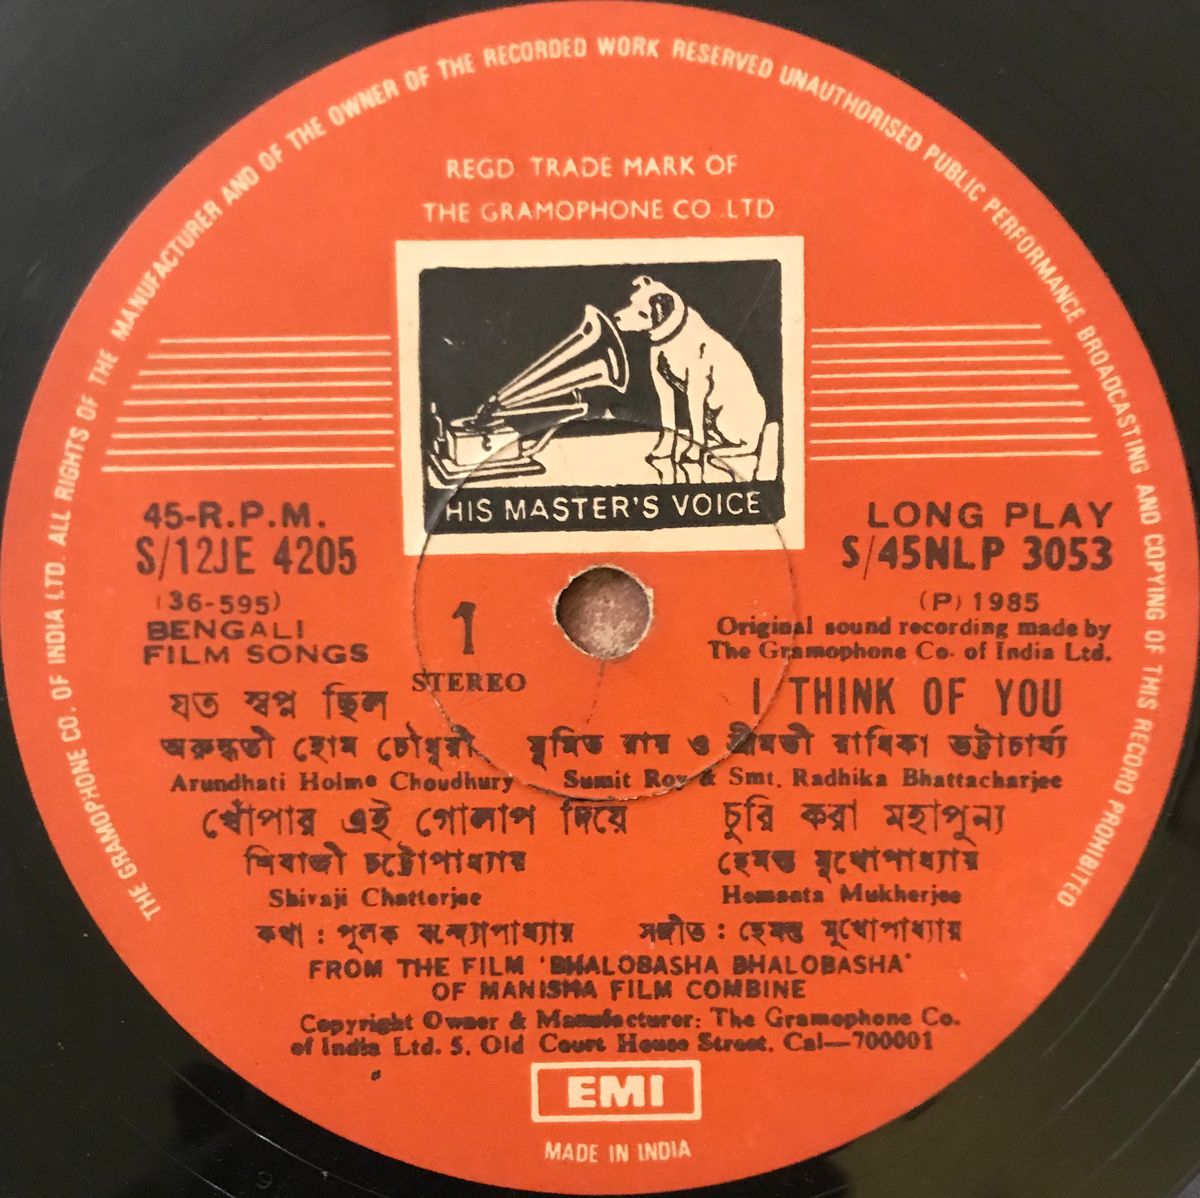 THE GRAMOPHONE CO. OF INDIA LTD. ALL RIGHTS OF THE MANUFACTURER AND OF THE OWNER OF THE RECORDED WORK RESERVED UNAUTHORISED PUBLIC PERFORMANCE BROADCASTING AND COPYING OF THIS RECORD PROHIBITED
REGD TRADE MARK OF
THE GRAMOPHONE CO. LTD
HIS MASTER'S VOICE
45-R.P.M.
S/12JE 4205
(36-595)
BENGALI
FILM SONGS
1
STEREO
LONG PLAY
S/45NLP 3053
(P) 1985
Original sound recording made by
The Gramophone Co. of India Ltd.
যত স্বপ্ন ছিল
অরুন্ধতী হোম চৌধুরী
Arundhati Holme Choudhury
I THINK OF YOU
সুমিত রায় ও শ্রীমতী রাধিকা ভট্টাচার্য্য
Sumit Roy & Smt. Radhika Bhattacharjee
খোঁপার এই গোলাপ দিয়ে
শিবাজী চট্টোপাধ্যায়
Shivaji Chatterjee
চুরি করা মহাপূন্য
হেমন্ত মুখোপাধ্যায়
Hemanta Mukherjee
কথা : পুলক বন্দ্যোপাধ্যায় সঙ্গীত : হেমন্ত মুখোপাধ্যায়
FROM THE FILM 'BHALOBASHA BHALOBASHA'
OF MANISHA FILM COMBINE
Copyright Owner & Manufacturer: The Gramophone Co.
of India Ltd. 5, Old Court House Street. Cal—700001
EMI
MADE IN INDIA